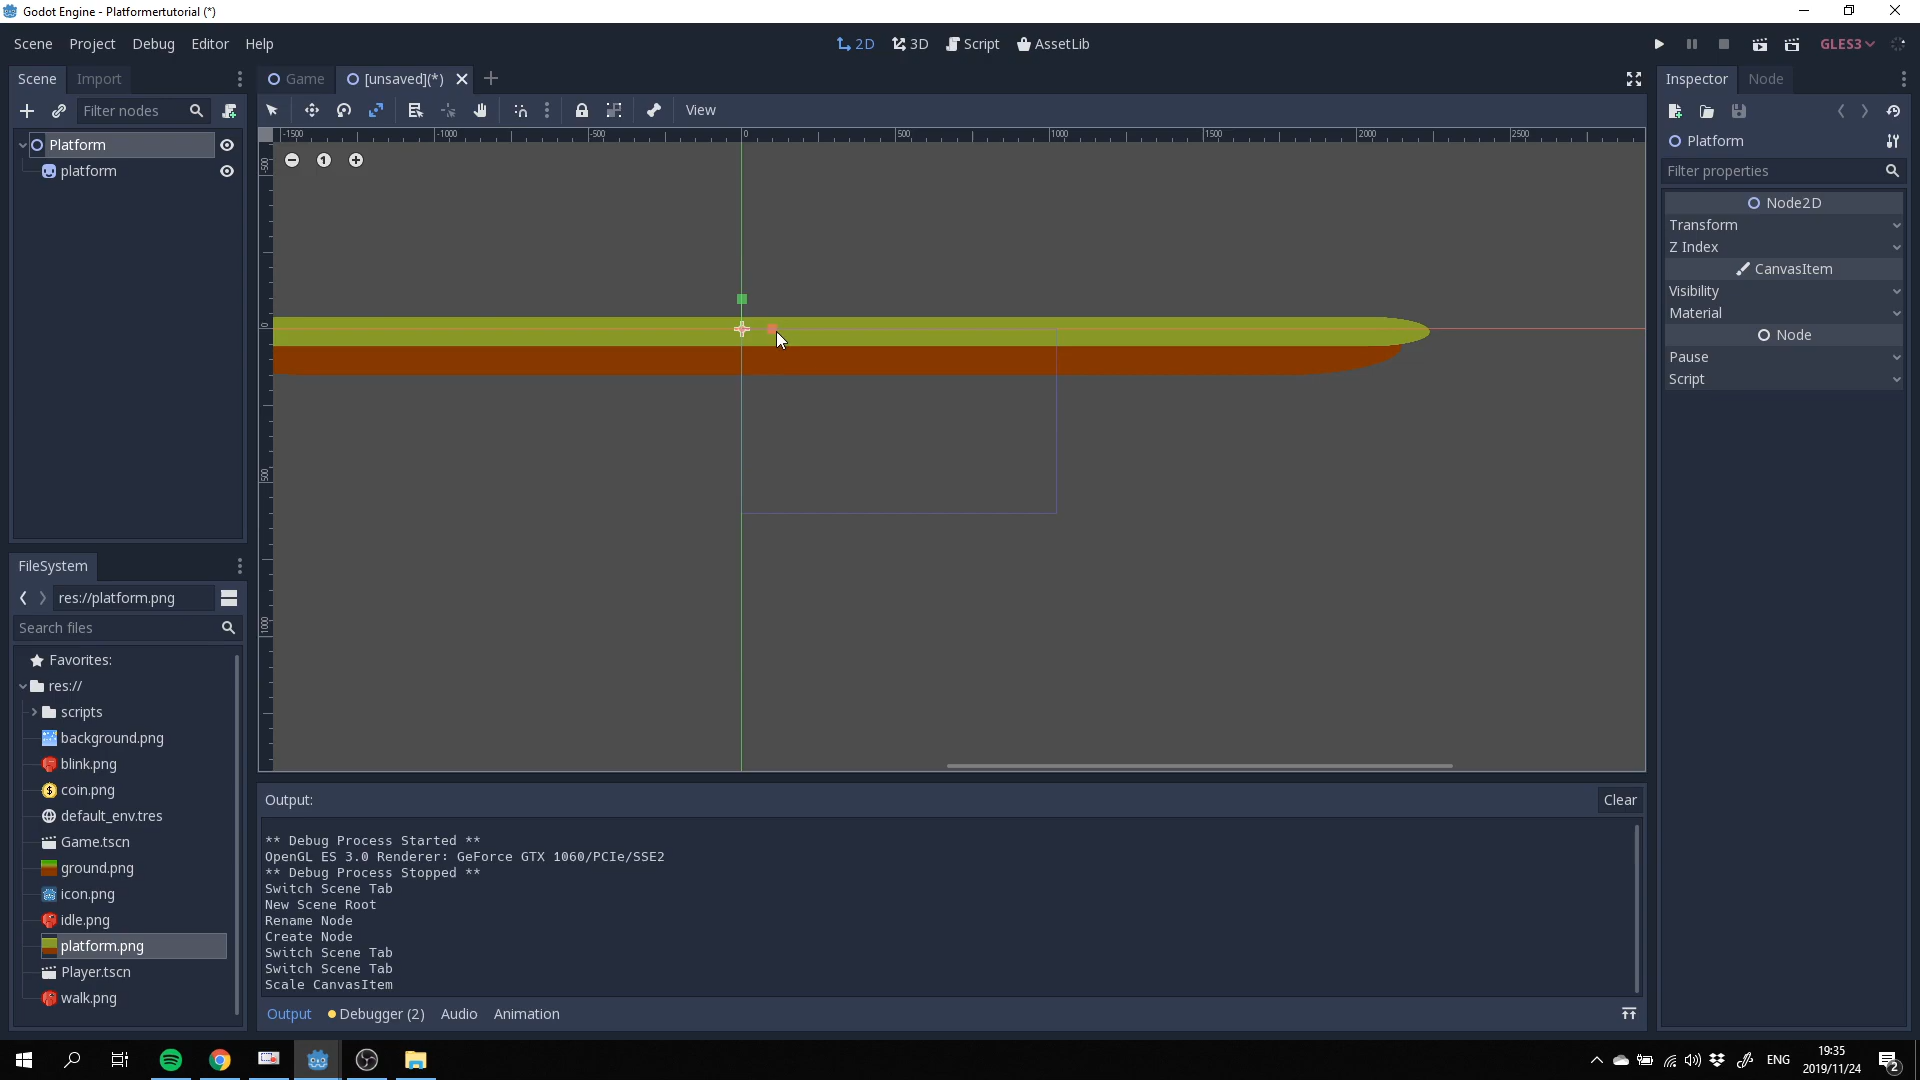 Godot Engine - Platformertutorial (*)
Scene Project Debug Editor Help
2D 3D Script AssetLib
GLES3
Scene Import
Game [unsaved](*)
Inspector Node
Filter nodes
View
Platform
platform
-1500 -1000 -500 0 500 1000 1500 2000 2500
-500
0
500
1000
1
Platform
Filter properties
Node2D
Transform
Z Index
CanvasItem
Visibility
Material
Node
Pause
Script
FileSystem
res://platform.png
Search files
Favorites:
res://
scripts
background.png
blink.png
coin.png
default_env.tres
Game.tscn
ground.png
icon.png
idle.png
platform.png
Player.tscn
walk.png
Output:
Clear
** Debug Process Started **
OpenGL ES 3.0 Renderer: GeForce GTX 1060/PCIe/SSE2
** Debug Process Stopped **
Switch Scene Tab
New Scene Root
Rename Node
Create Node
Switch Scene Tab
Switch Scene Tab
Scale CanvasItem
Output Debugger (2) Audio Animation
ENG
19:35
2019/11/24
2